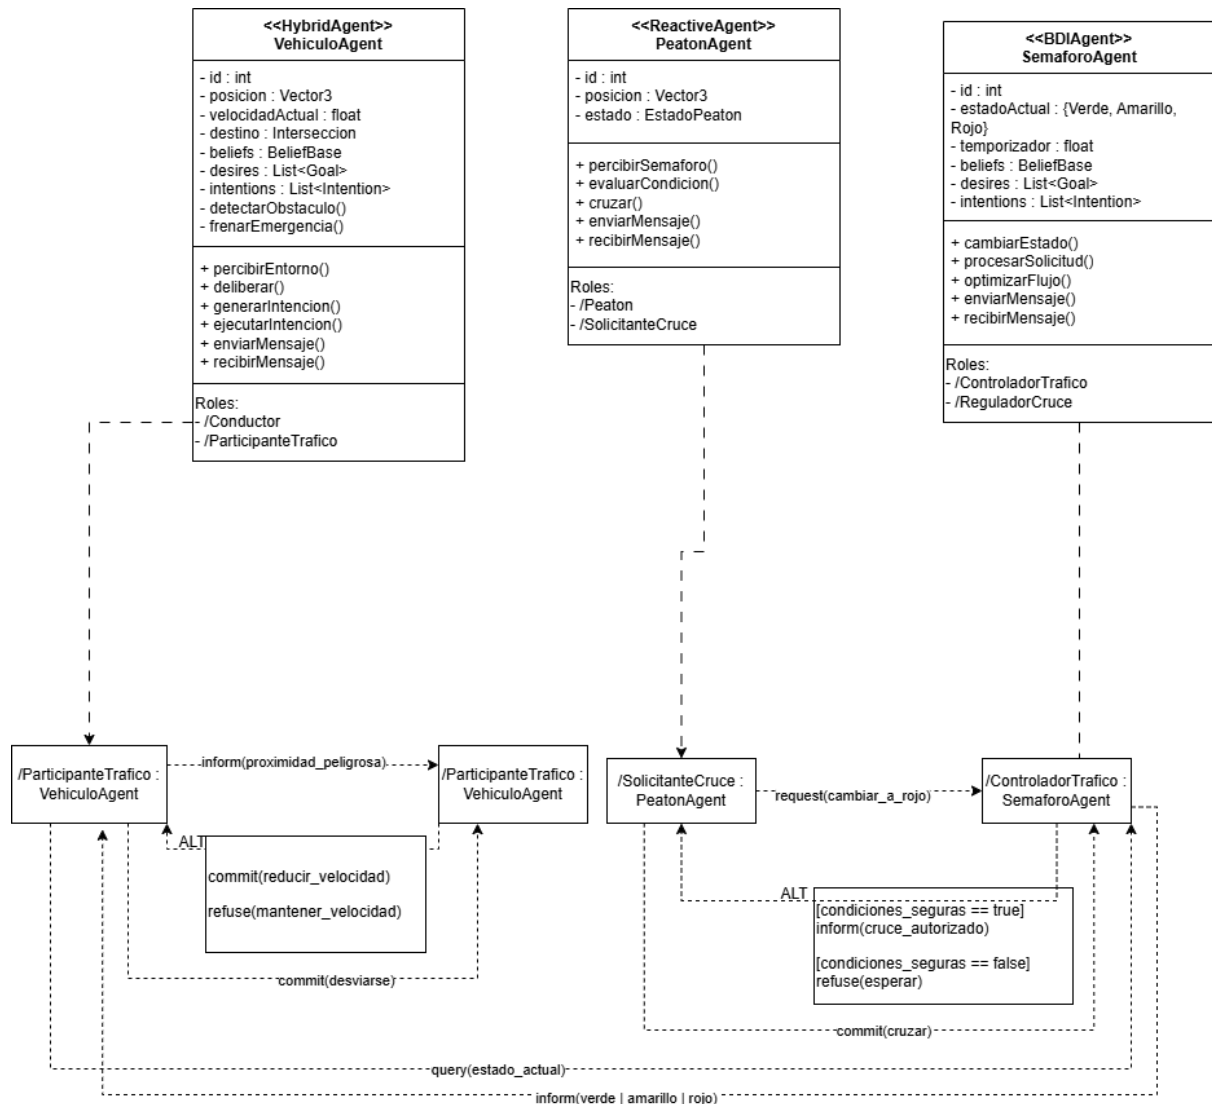 <<HybridAgent>>
VehiculoAgent
- id : int
- posicion : Vector3
- velocidadActual : float
- destino : Interseccion
- beliefs : BeliefBase
- desires : List<Goal>
- intentions : List<Intention>
- detectarObstaculo()
- frenarEmergencia()
+ percibirEntorno()
+ deliberar()
+ generarIntencion()
+ ejecutarIntencion()
+ enviarMensaje()
+ recibirMensaje()
Roles:
- /Conductor
- /ParticipanteTrafico
<<ReactiveAgent>>
PeatonAgent
- id : int
- posicion : Vector3
- estado : EstadoPeaton
+ percibirSemaforo()
+ evaluarCondicion()
+ cruzar()
+ enviarMensaje()
+ recibirMensaje()
Roles:
- /Peaton
- /SolicitanteCruce
<<BDIAgent>>
SemaforoAgent
- id : int
- estadoActual : {Verde, Amarillo,
Rojo}
- temporizador : float
- beliefs : BeliefBase
- desires : List<Goal>
- intentions : List<Intention>
+ cambiarEstado()
+ procesarSolicitud()
+ optimizarFlujo()
+ enviarMensaje()
+ recibirMensaje()
Roles:
- /ControladorTrafico
- /ReguladorCruce
/ParticipanteTrafico :
VehiculoAgent
inform(proximidad_peligrosa)
/ParticipanteTrafico :
VehiculoAgent
ALT
commit(reducir_velocidad)
refuse(mantener_velocidad)
commit(desviarse)
/SolicitanteCruce :
PeatonAgent
request(cambiar_a_rojo)
/ControladorTrafico :
SemaforoAgent
ALT
[condiciones_seguras == true]
inform(cruce_autorizado)
[condiciones_seguras == false]
refuse(esperar)
commit(cruzar)
query(estado_actual)
inform(verde | amarillo | rojo)